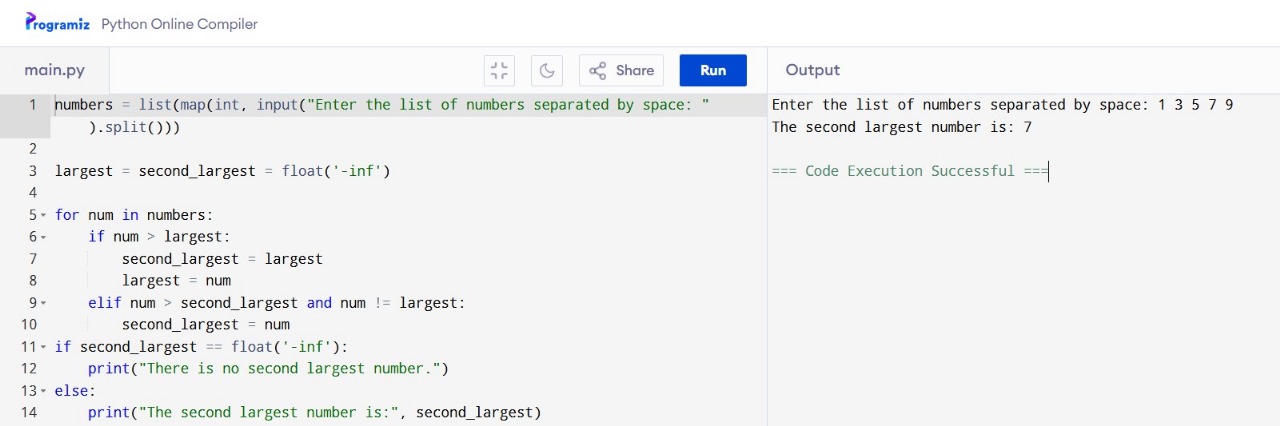 Programiz Python Online Compiler
main.py Share Run Output
1 numbers = list(map(int, input("Enter the list of numbers separated by space: "
).split()))
2
3 largest = second_largest = float('-inf')
4
5 for num in numbers:
6 if num > largest:
7 second_largest = largest
8 largest = num
9 elif num > second_largest and num != largest:
10 second_largest = num
11 if second_largest == float('-inf'):
12 print("There is no second largest number.")
13 else:
14 print("The second largest number is:", second_largest)
Enter the list of numbers separated by space: 1 3 5 7 9
The second largest number is: 7
=== Code Execution Successful ===